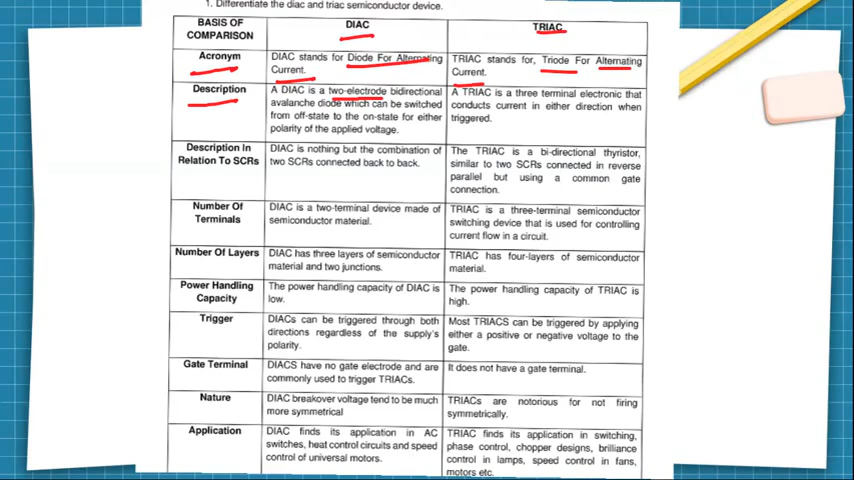 1. Differentiate the diac and triac semiconductor device.
BASIS OF
COMPARISON
DIAC
TRIAC
Acronym
DIAC stands for Diode For Alternating
Current.
TRIAC stands for, Triode For Alternating
Current.
Description
A DIAC is a two-electrode bidirectional
avalanche diode which can be switched
from off-state to the on-state for either
polarity of the applied voltage.
A TRIAC is a three terminal electronic that
conducts current in either direction when
triggered.
Description In
Relation To SCRs
DIAC is nothing but the combination of
two SCRs connected back to back.
The TRIAC is a bi-directional thyristor,
similar to two SCRs connected in reverse
parallel but using a common gate
connection.
Number Of
Terminals
DIAC is a two-terminal device made of
semiconductor material.
TRIAC is a three-terminal semiconductor
switching device that is used for controlling
current flow in a circuit.
Number Of Layers
DIAC has three layers of semiconductor
material and two junctions.
TRIAC has four-layers of semiconductor
material.
Power Handling
Capacity
The power handling capacity of DIAC is
low.
The power handling capacity of TRIAC is
high.
Trigger
DIACs can be triggered through both
directions regardless of the supply's
polarity.
Most TRIACS can be triggered by applying
either a positive or negative voltage to the
gate.
Gate Terminal
DIACS have no gate electrode and are
commonly used to trigger TRIACs.
It does not have a gate terminal.
Nature
DIAC breakover voltage tend to be much
more symmetrical
TRIACs are notorious for not firing
symmetrically.
Application
DIAC finds its application in AC
switches, heat control circuits and speed
control of universal motors.
TRIAC finds its application in switching,
phase control, chopper designs, brilliance
control in lamps, speed control in fans,
motors etc.